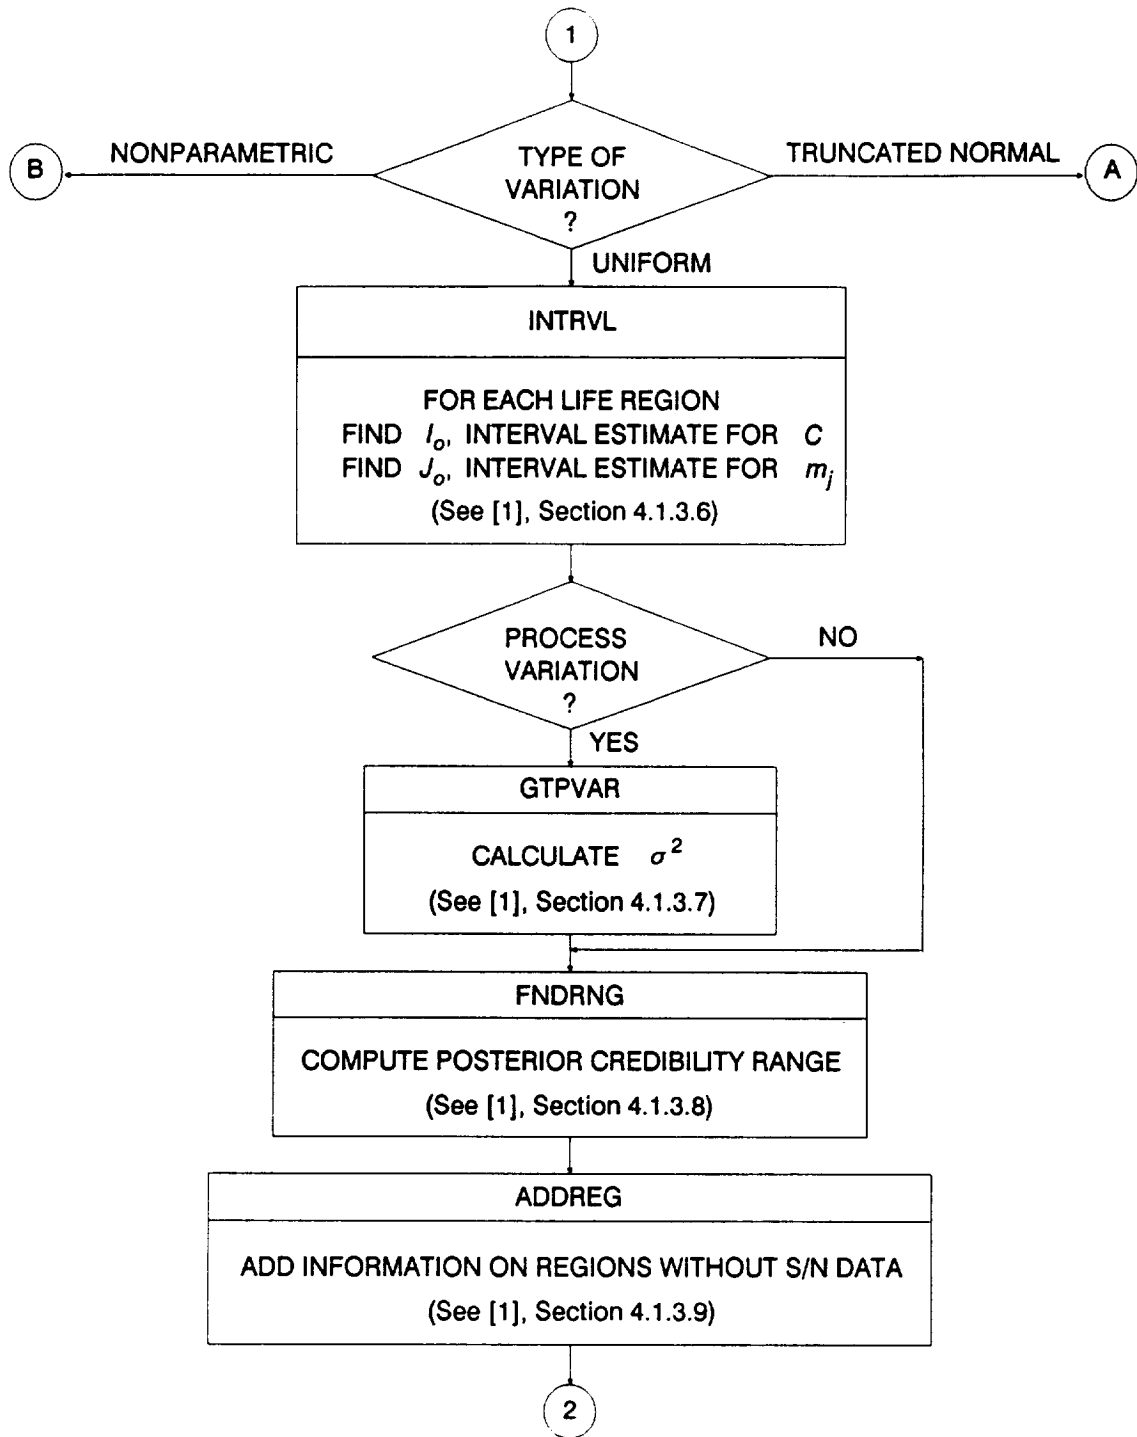 1
NONPARAMETRIC
TRUNCATED NORMAL
B
TYPE OF
VARIATION
?
A
UNIFORM
INTRVL
FOR EACH LIFE REGION
FIND I_o, INTERVAL ESTIMATE FOR C
FIND J_o, INTERVAL ESTIMATE FOR m_j
(See [1], Section 4.1.3.6)
PROCESS
VARIATION
?
NO
YES
GTPVAR
CALCULATE σ²
(See [1], Section 4.1.3.7)
FNDRNG
COMPUTE POSTERIOR CREDIBILITY RANGE
(See [1], Section 4.1.3.8)
ADDREG
ADD INFORMATION ON REGIONS WITHOUT S/N DATA
(See [1], Section 4.1.3.9)
2